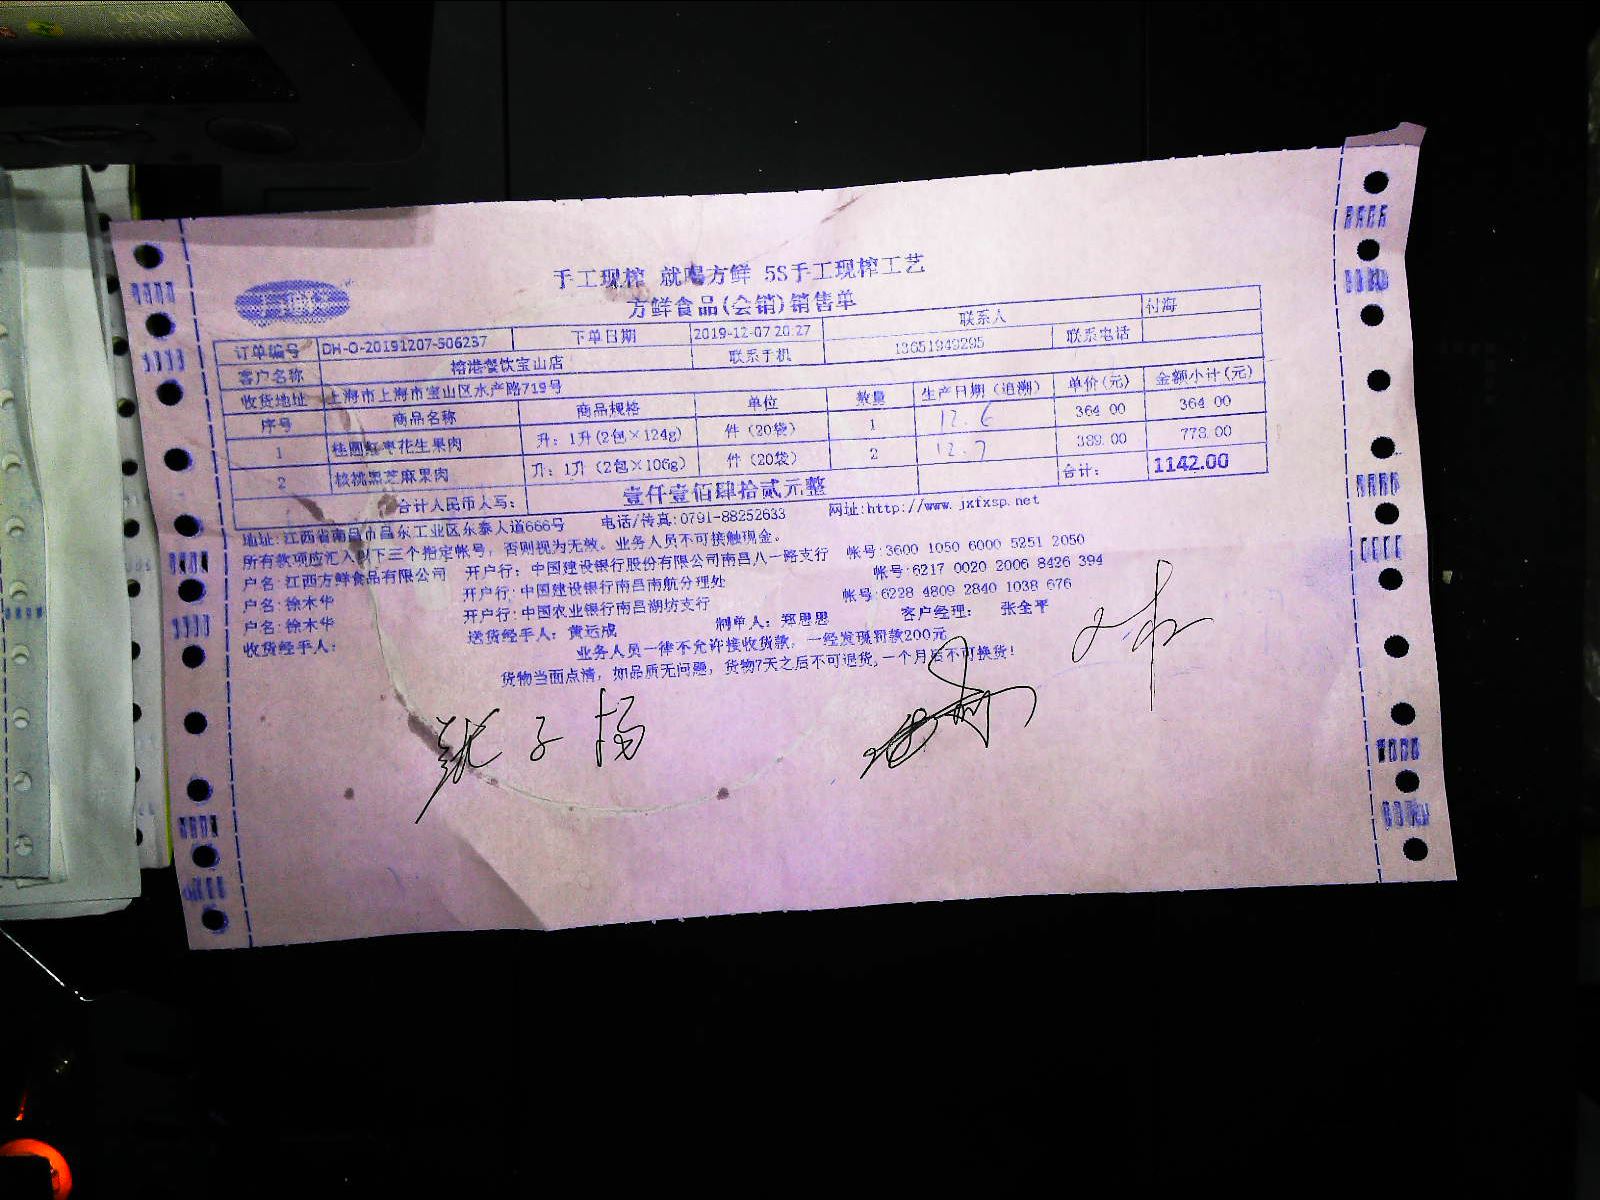 手工现榨 就喝方鲜 5S手工现榨工艺
方鲜食品(会销)销售单
订单编号 DH-O-20191207-506237 下单日期 2019-12-07 20:27 联系人 付海
客户名称 榕港餐饮宝山店 联系手机 13651949295 联系电话
收货地址 上海市上海市宝山区水产路719号
序号 商品名称 商品规格 单位 数量 生产日期（追溯） 单价(元) 金额小计(元)
1 桂圆红枣花生果肉 升：1升(2包×124g) 件（20袋） 1 12.6 364.00 364.00
2 核桃黑芝麻果肉 升：1升（2包×106g） 件（20袋） 2 12.7 389.00 778.00
合计人民币大写： 壹仟壹佰肆拾贰元整 合计： 1142.00
地址:江西省南昌市昌东工业区东泰大道666号 电话/传真:0791-88252633 网址:http://www.jxfxsp.net
所有款项应汇入以下三个指定帐号，否则视为无效。业务人员不可接触现金。
户名:江西方鲜食品有限公司 开户行：中国建设银行股份有限公司南昌八一路支行 帐号:3600 1050 6000 5251 2050
户名:徐木华 开户行：中国建设银行南昌南航分理处 帐号:6217 0020 2006 8426 394
户名:徐木华 开户行:中国农业银行南昌湖坊支行 帐号:6228 4809 2840 1038 676
收货经手人： 送货经手人：黄运成 制单人：郑思思 客户经理： 张全平
业务人员一律不允许接收货款，一经发现罚款200元
货物当面点清，如品质无问题，货物7天之后不可退货,一个月后不可换货！
张子扬